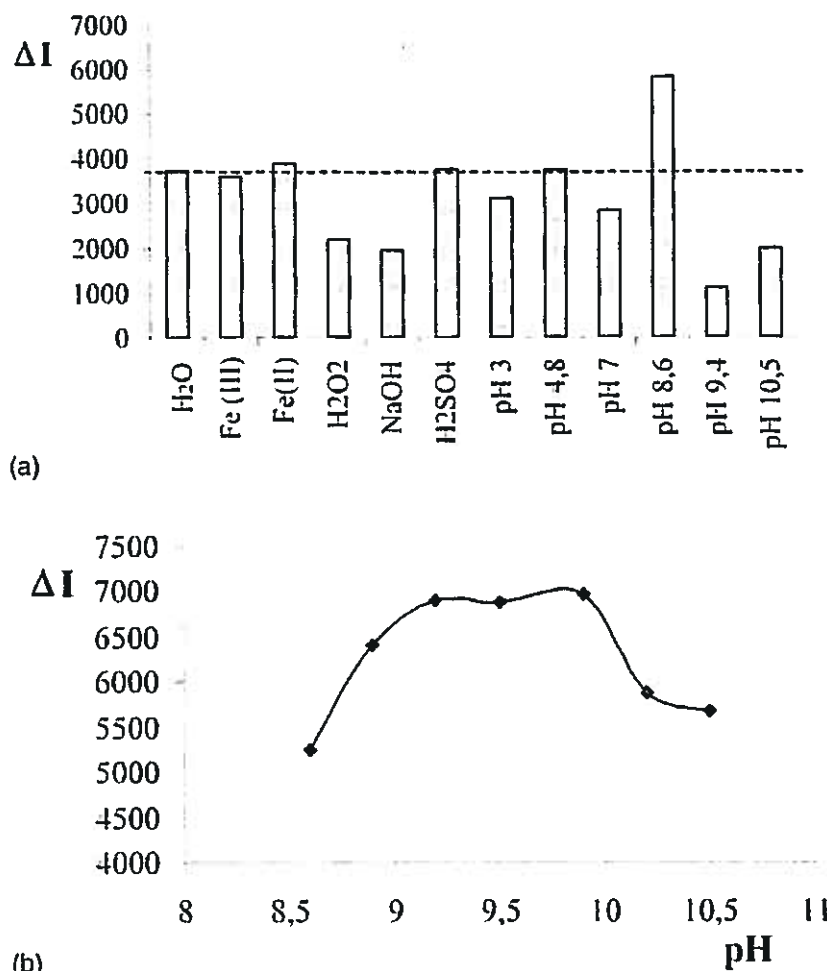 7000
ΔI
6000
5000
4000
3000
2000
1000
0
H₂O
Fe (III)
Fe(II)
H2O2
NaOH
H2SO4
pH 3
pH 4,8
pH 7
pH 8,6
pH 9,4
pH 10,5
(a)
7500
ΔI
7000
6500
6000
5500
5000
4500
4000
8 8,5 9 9,5 10 10,5 11
pH
(b)